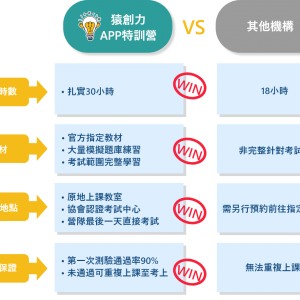 猿創力
APP特訓營
VS
其他機構
時數
• 扎實30小時
WIN
18小時
材
• 官方指定教材
• 大量模擬題庫練習
• 考試範圍完整學習
WIN
非完整針對考試
地點
• 原地上課教室
• 協會認證考試中心
• 營隊最後一天直接考試
WIN
需另行預約前往指定
保證
• 第一次測驗通過率90%
• 未通過可重複上課至考上
WIN
無法重複上課